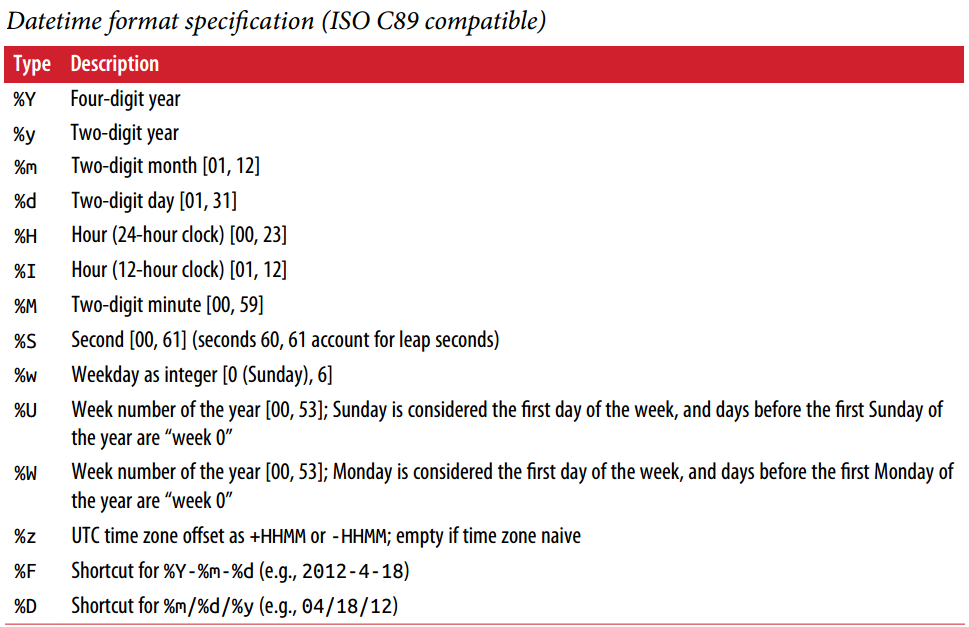 Datetime format specification (ISO C89 compatible)
Type Description
%Y Four-digit year
%y Two-digit year
%m Two-digit month [01, 12]
%d Two-digit day [01, 31]
%H Hour (24-hour clock) [00, 23]
%I Hour (12-hour clock) [01, 12]
%M Two-digit minute [00, 59]
%S Second [00, 61] (seconds 60, 61 account for leap seconds)
%w Weekday as integer [0 (Sunday), 6]
%U Week number of the year [00, 53]; Sunday is considered the first day of the week, and days before the first Sunday of
the year are “week 0”
%W Week number of the year [00, 53]; Monday is considered the first day of the week, and days before the first Monday of
the year are “week 0”
%z UTC time zone offset as +HHMM or -HHMM; empty if time zone naive
%F Shortcut for %Y-%m-%d (e.g., 2012-4-18)
%D Shortcut for %m/%d/%y (e.g., 04/18/12)